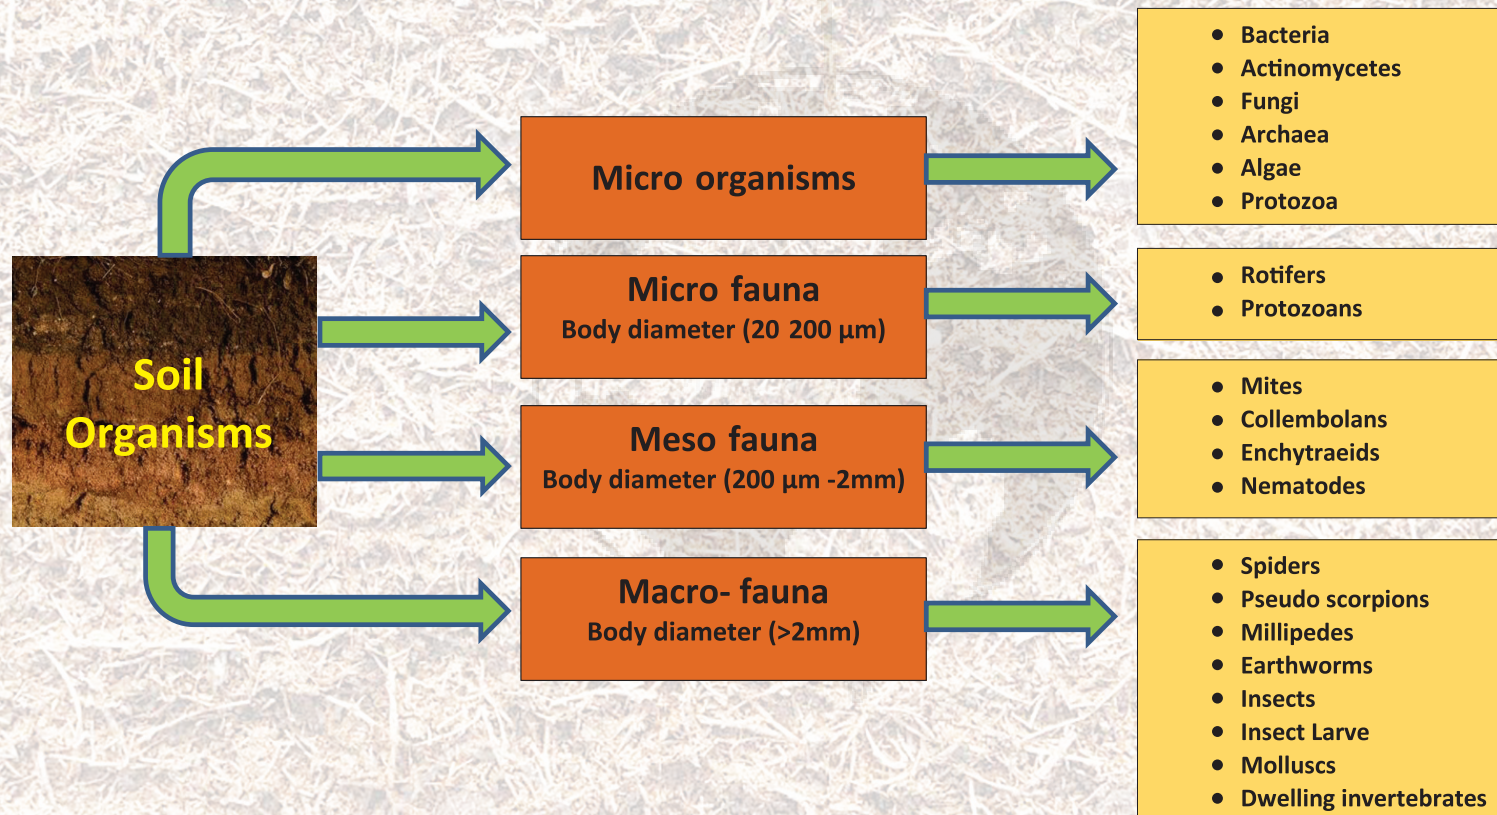 Soil
Organisms
Micro organisms
• Bacteria
• Actinomycetes
• Fungi
• Archaea
• Algae
• Protozoa
Micro fauna
Body diameter (20 200 µm)
• Rotifers
• Protozoans
Meso fauna
Body diameter (200 µm -2mm)
• Mites
• Collembolans
• Enchytraeids
• Nematodes
Macro- fauna
Body diameter (>2mm)
• Spiders
• Pseudo scorpions
• Millipedes
• Earthworms
• Insects
• Insect Larve
• Molluscs
• Dwelling invertebrates